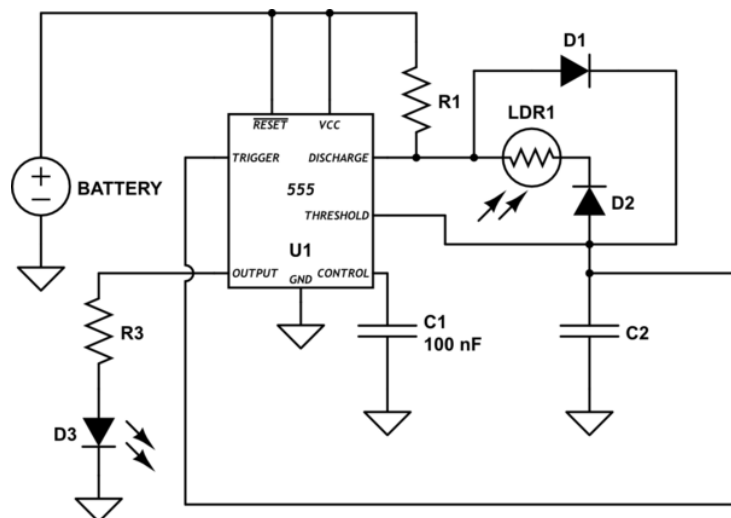 D1
R1
LDR1
RESET
VCC
TRIGGER
DISCHARGE
+
−
BATTERY
555
D2
THRESHOLD
U1
OUTPUT
GND
CONTROL
R3
C1
100 nF
C2
D3